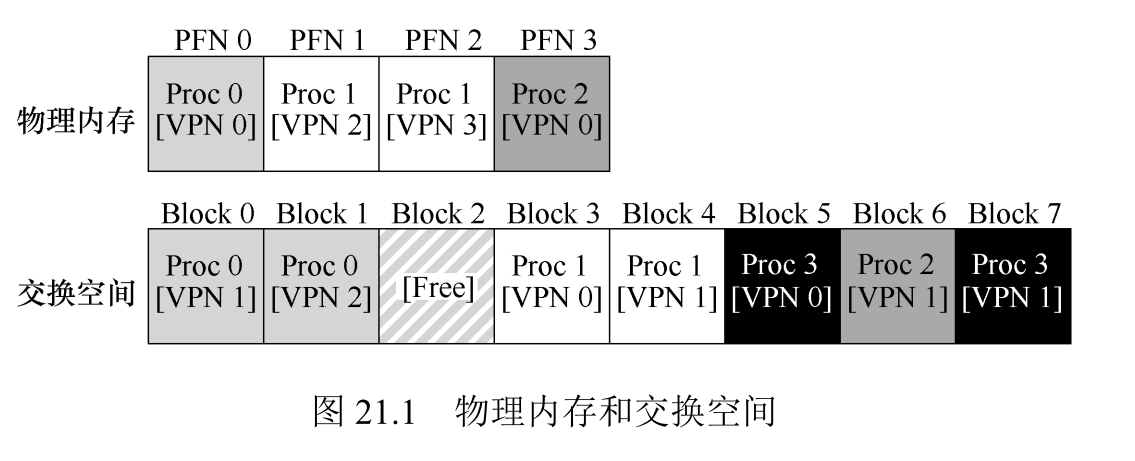 PFN 0 PFN 1 PFN 2 PFN 3
物理内存
Proc 0 Proc 1 Proc 1 Proc 2
[VPN 0] [VPN 2] [VPN 3] [VPN 0]
Block 0 Block 1 Block 2 Block 3 Block 4 Block 5 Block 6 Block 7
交换空间
Proc 0 Proc 0 [Free] Proc 1 Proc 1 Proc 3 Proc 2 Proc 3
[VPN 1] [VPN 2] [VPN 0] [VPN 1] [VPN 0] [VPN 1] [VPN 1]
图 21.1 物理内存和交换空间